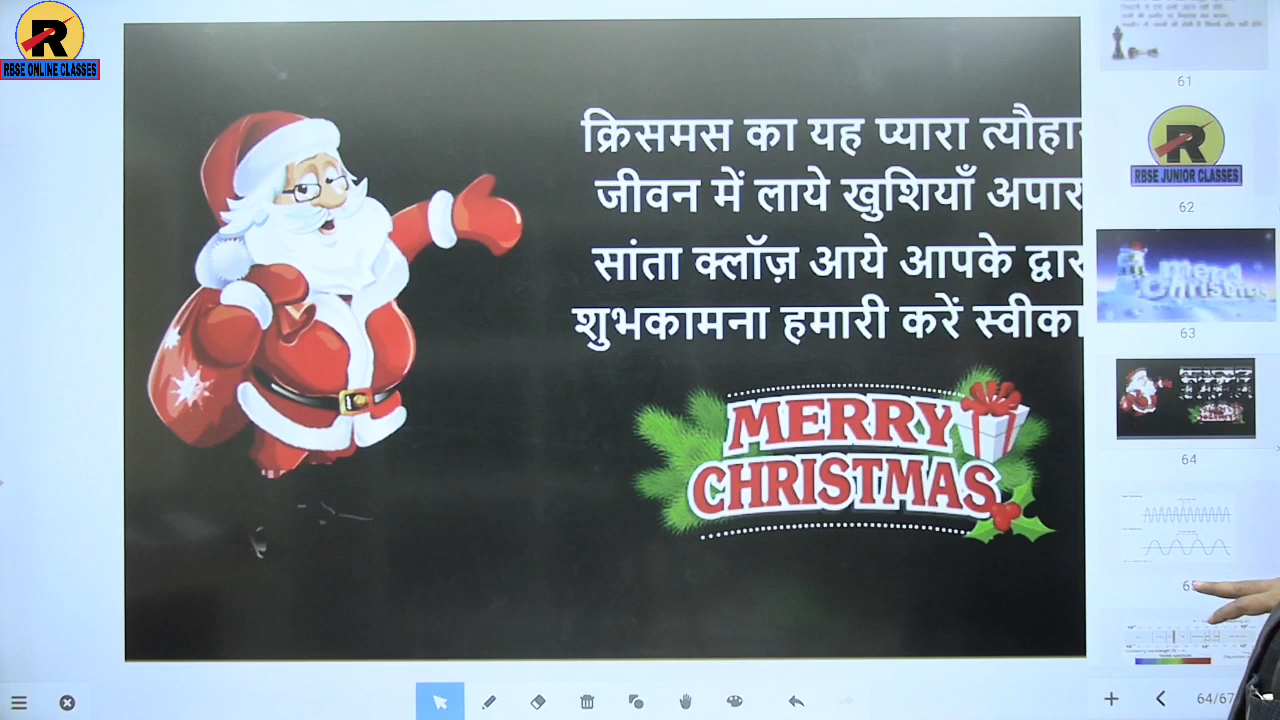 R
RBSE ONLINE CLASSES
क्रिसमस का यह प्यारा
जीवन में लाये खुशियाँ अपार
सांता क्लॉज़ आये आपके द्वार
शुभकामना हमारी करें
MERRY
CHRISTMAS
61
R
RBSE JUNIOR CLASSES
62
Merry
63
64
64/67